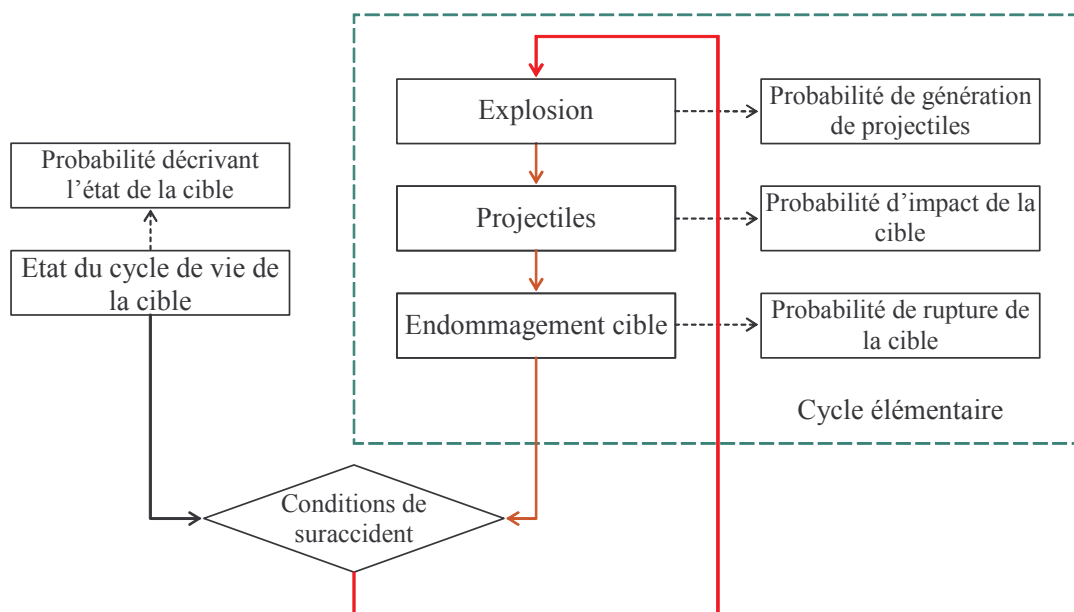 Explosion
Probabilité de génération
de projectiles
Probabilité décrivant
l’état de la cible
Projectiles
Probabilité d’impact de la
cible
Etat du cycle de vie de
la cible
Endommagement cible
Probabilité de rupture de
la cible
Cycle élémentaire
Conditions de
suraccident